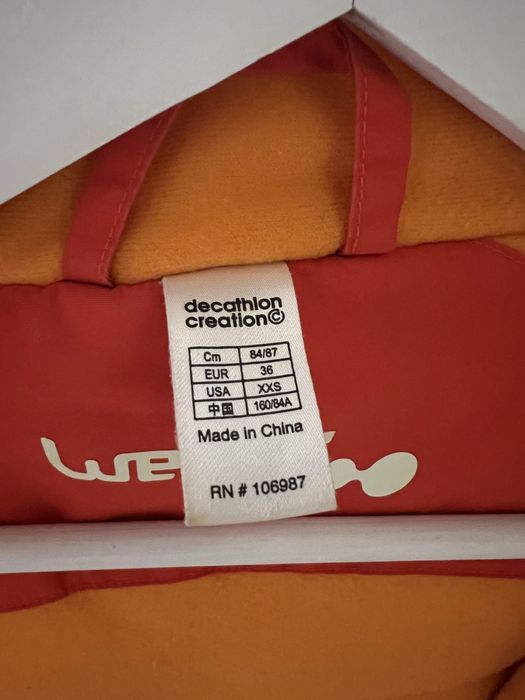 decathlon
creation©
Cm 84/87
EUR 36
USA XXS
中国 160/84A
Made in China
RN # 106987